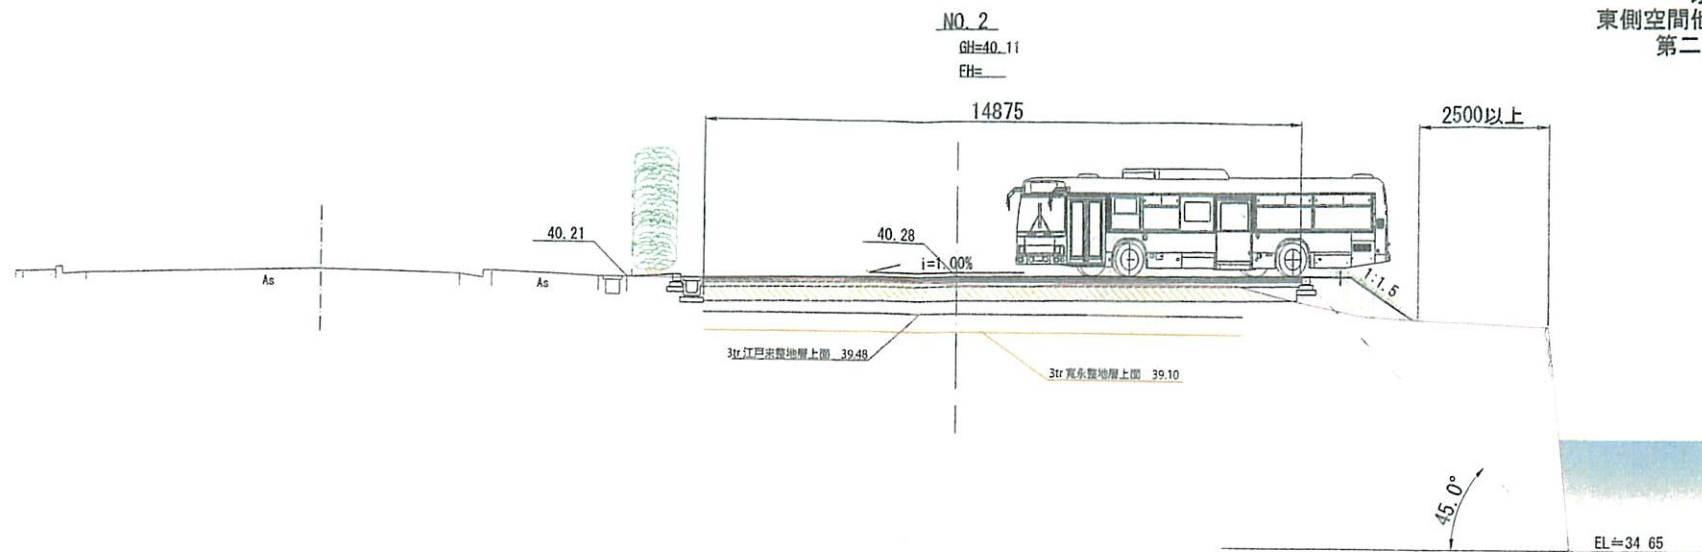 東側空間
第二
NO. 2
GH=40.11
FH=
14875
2500以上
40.21
40.28
i=1.00%
As
As
1:1.5
3tr 江戸末整地層上面 39.48
3tr 寛永整地層上面 39.10
45.0°
EL≒34 65